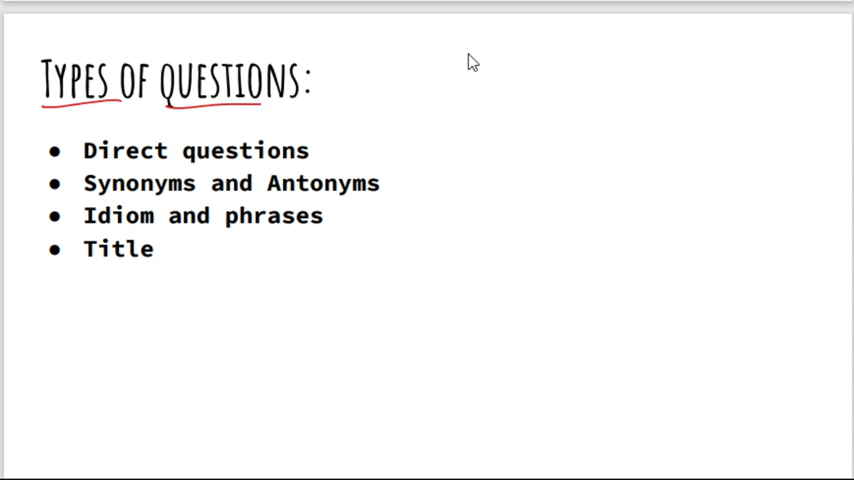 Types of questions:
● Direct questions
● Synonyms and Antonyms
● Idiom and phrases
● Title